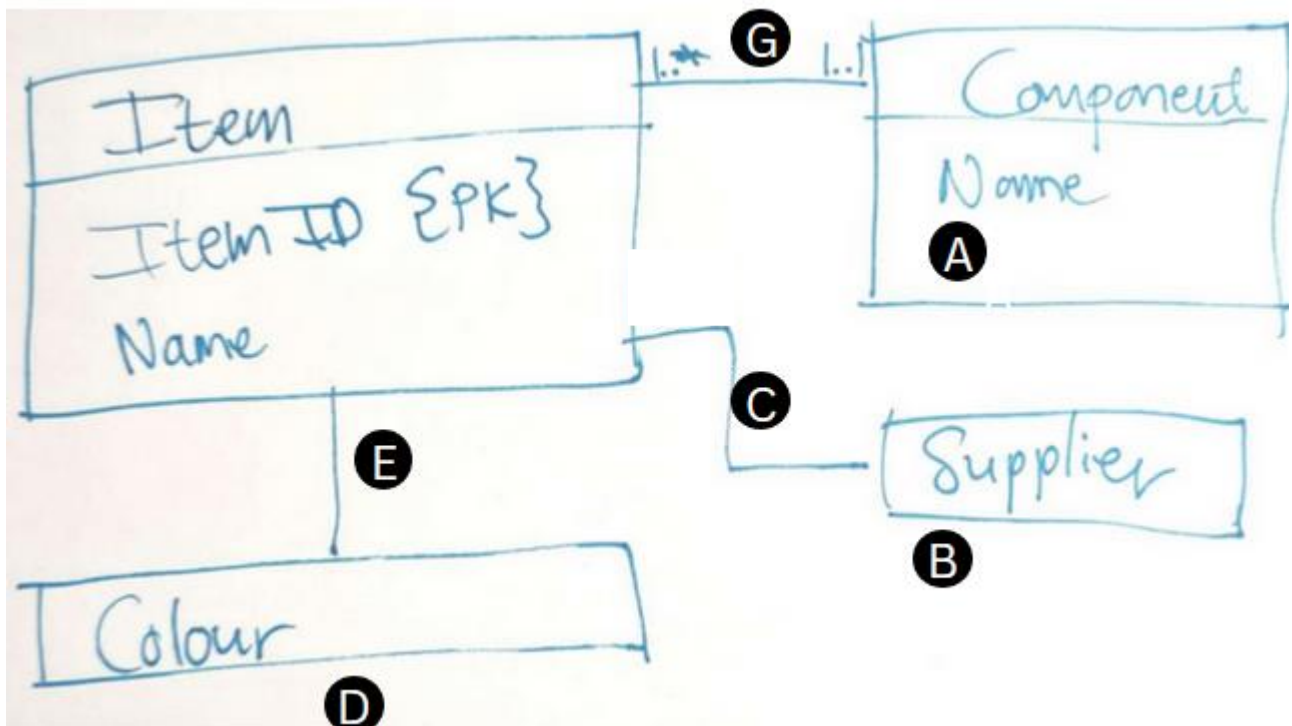 G
1..* 1..1
Item
Component
ItemID {PK}
Name
A
Name
C
E
Supplier
B
Colour
D